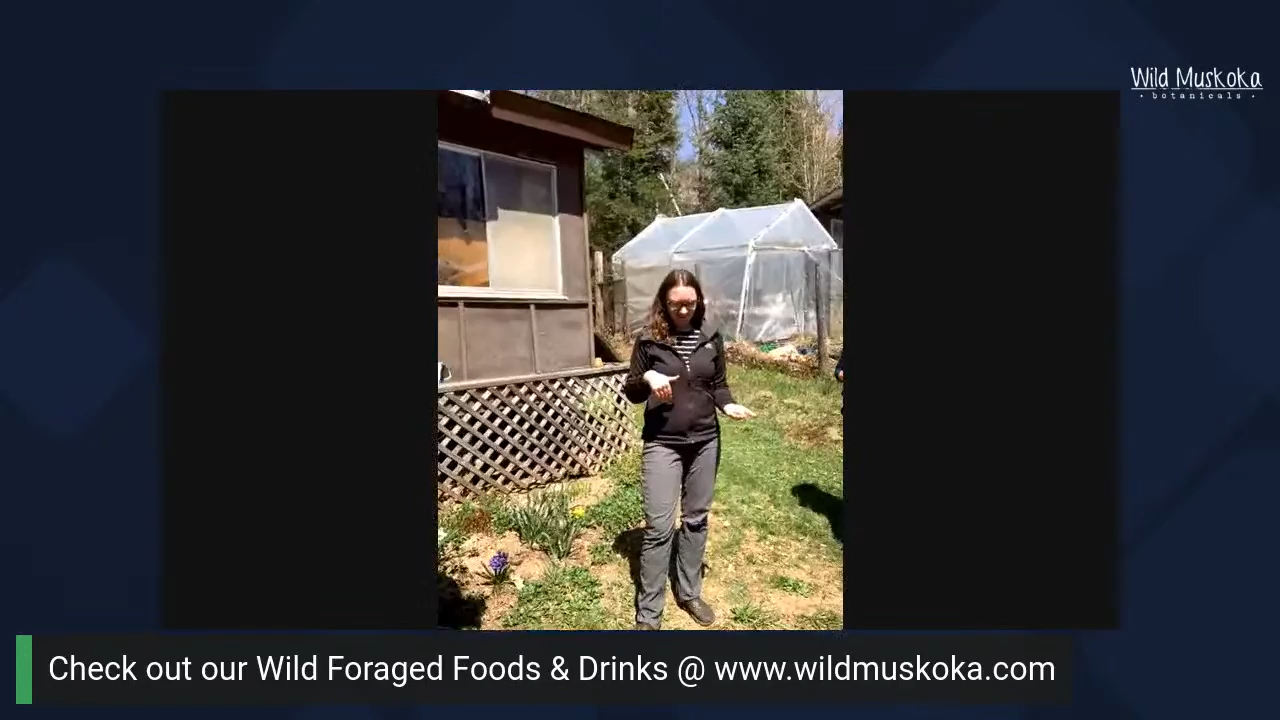 Wild Muskoka
• botanicals •
Check out our Wild Foraged Foods & Drinks @ www.wildmuskoka.com